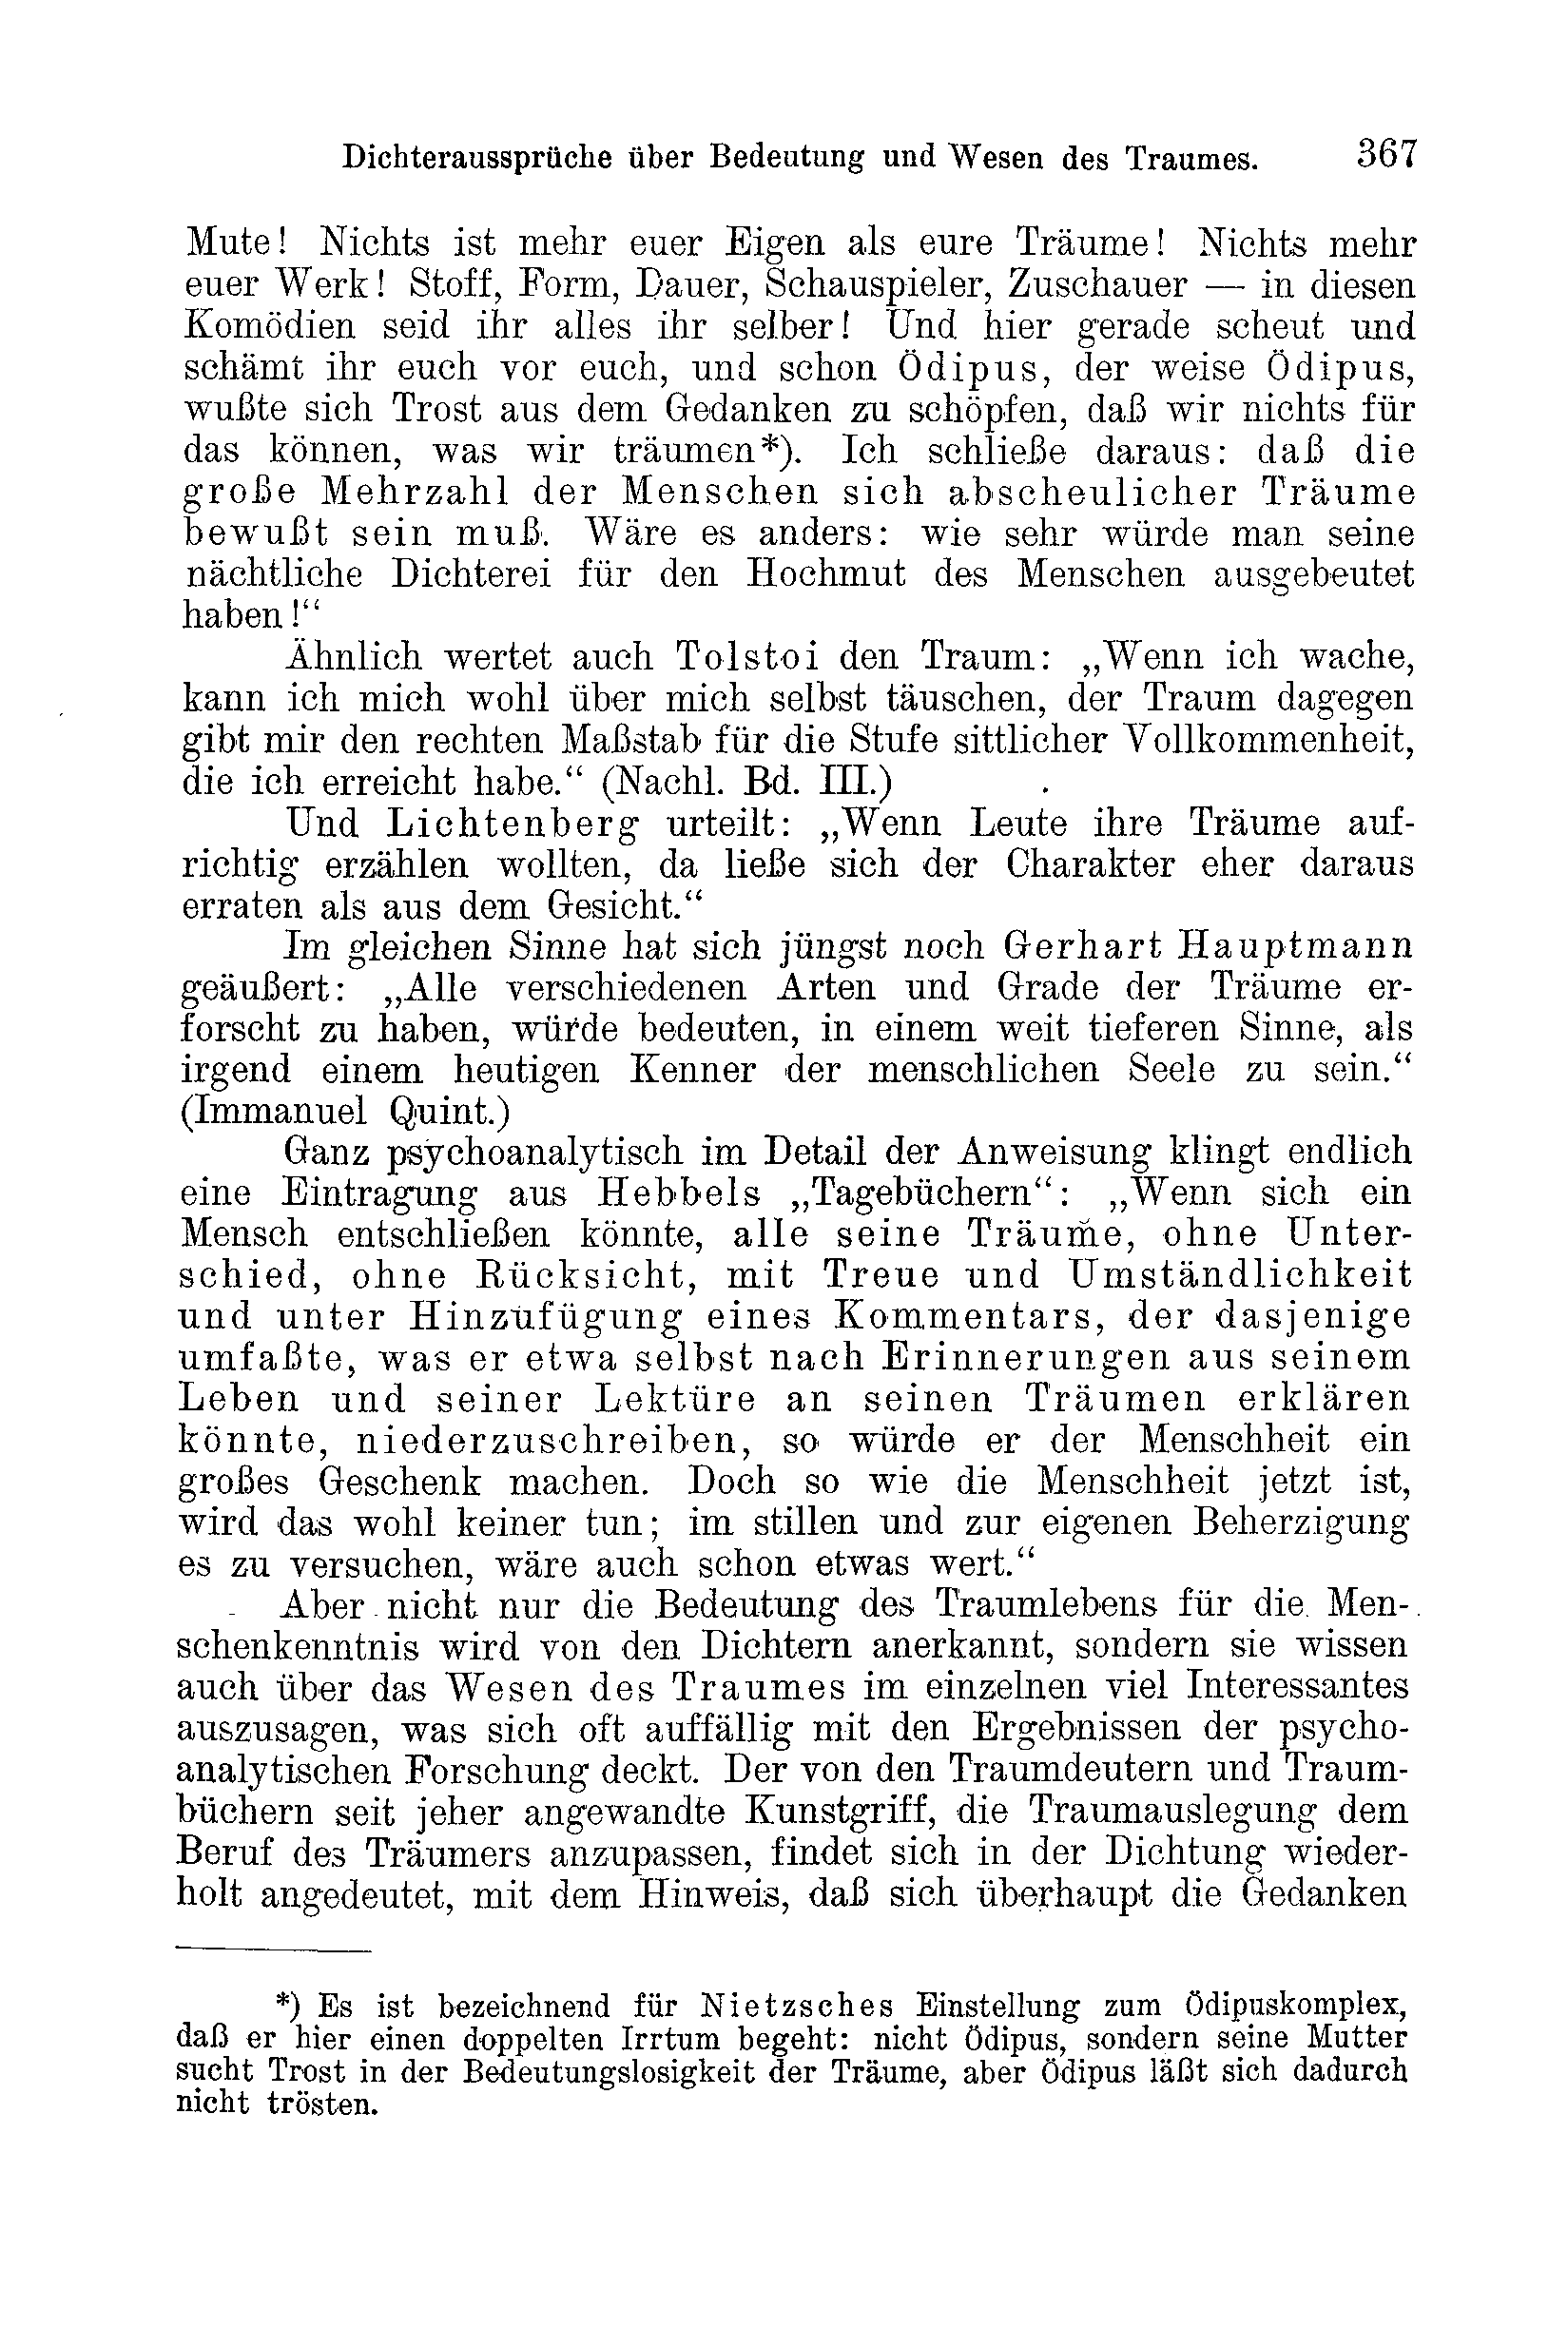 Dichteraussprüche über Bedeutung und Wesen des Traumes. 367
Mute! Nichts ist mehr euer Eigen als eure Träume! Nichts mehr
euer Werk! Stoff, Form, Dauer, Schauspieler, Zuschauer — in diesen
Komödien seid ihr alles ihr selber! Und hier gerade scheut und
schämt ihr euch vor euch, und schon Ödipus, der weise Ödipus,
wußte sich Trost aus dem Gedanken zu schöpfen, daß wir nichts für
das können, was wir träumen*). Ich schließe daraus: daß die
große Mehrzahl der Menschen sich abscheulicher Träume
bewußt sein muß. Wäre es anders: wie sehr würde man seine
nächtliche Dichterei für den Hochmut des Menschen ausgebeutet
haben!“
Ähnlich wertet auch Tolstoi den Traum: „Wenn ich wache,
kann ich mich wohl über mich selbst täuschen, der Traum dagegen
gibt mir den rechten Maßstab für die Stufe sittlicher Vollkommenheit,
die ich erreicht habe.“ (Nachl. Bd. III.)
Und Lichtenberg urteilt: „Wenn Leute ihre Träume auf-
richtig erzählen wollten, da ließe sich der Charakter eher daraus
erraten als aus dem Gesicht.“
Im gleichen Sinne hat sich jüngst noch Gerhart Hauptmann
geäußert: „Alle verschiedenen Arten und Grade der Träume er-
forscht zu haben, würde bedeuten, in einem weit tieferen Sinne, als
irgend einem heutigen Kenner der menschlichen Seele zu sein.“
(Immanuel Quint.)
Ganz psychoanalytisch im Detail der Anweisung klingt endlich
eine Eintragung aus Hebbels „Tagebüchern“: „Wenn sich ein
Mensch entschließen könnte, alle seine Träume, ohne Unter-
schied, ohne Rücksicht, mit Treue und Umständlichkeit
und unter Hinzufügung eines Kommentars, der dasjenige
umfaßte, was er etwa selbst nach Erinnerungen aus seinem
Leben und seiner Lektüre an seinen Träumen erklären
könnte, niederzuschreiben, so würde er der Menschheit ein
großes Geschenk machen. Doch so wie die Menschheit jetzt ist,
wird das wohl keiner tun; im stillen und zur eigenen Beherzigung
es zu versuchen, wäre auch schon etwas wert.“
Aber nicht nur die Bedeutung des Traumlebens für die Men-
schenkenntnis wird von den Dichtern anerkannt, sondern sie wissen
auch über das Wesen des Traumes im einzelnen viel Interessantes
auszusagen, was sich oft auffällig mit den Ergebnissen der psycho-
analytischen Forschung deckt. Der von den Traumdeutern und Traum-
büchern seit jeher angewandte Kunstgriff, die Traumauslegung dem
Beruf des Träumers anzupassen, findet sich in der Dichtung wieder-
holt angedeutet, mit dem Hinweis, daß sich überhaupt die Gedanken
*) Es ist bezeichnend für Nietzsches Einstellung zum Ödipuskomplex,
daß er hier einen doppelten Irrtum begeht: nicht Ödipus, sondern seine Mutter
sucht Trost in der Bedeutungslosigkeit der Träume, aber Ödipus läßt sich dadurch
nicht trösten.